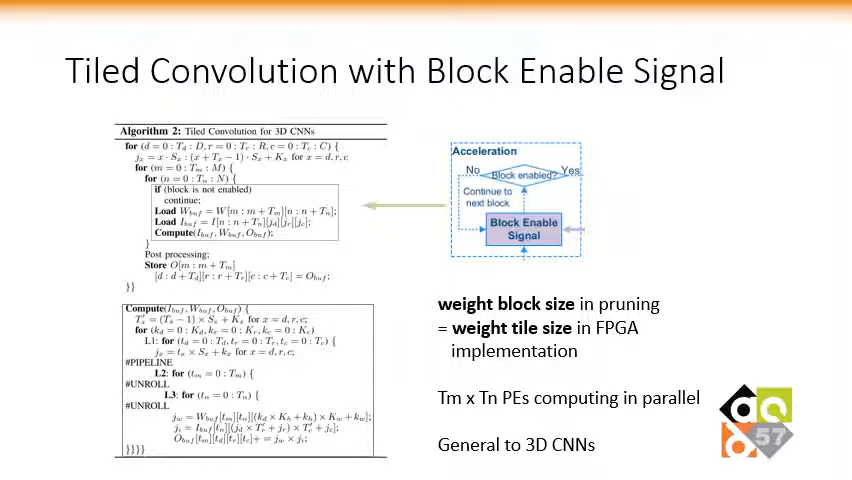 Tiled Convolution with Block Enable Signal
Algorithm 2: Tiled Convolution for 3D CNNs
for (d = 0 : T_d : D, r = 0 : T_r : R, c = 0 : T_c : C) {
j_x = x · S_x : (x + T_x − 1) · S_x + K_x for x = d, r, c
for (m = 0 : T_m : M) {
for (n = 0 : T_n : N) {
if (block is not enabled)
continue;
Load W_buf = W[m : m + T_m][n : n + T_n];
Load I_buf = I[n : n + T_n][j_d][j_r][j_c];
Compute(I_buf, W_buf, O_buf);
}
Post processing;
Store O[m : m + T_m]
[d : d + T_d][r : r + T_r][c : c + T_c] = O_buf;
}}
Compute(I_buf, W_buf, O_buf) {
T'_x = (T_x − 1) × S_x + K_x for x = d, r, c;
for (k_d = 0 : K_d, k_r = 0 : K_r, k_c = 0 : K_c)
L1: for (t_d = 0 : T_d, t_r = 0 : T_r, t_c = 0 : T_c) {
j_x = t_x × S_x + k_x for x = d, r, c;
#PIPELINE
L2: for (t_m = 0 : T_m) {
#UNROLL
L3: for (t_n = 0 : T_n) {
#UNROLL
j_w = W_buf[t_m][t_n][(k_d × K_h + k_h) × K_w + k_w];
j_i = I_buf[t_n][(j_d × T'_r + j_r) × T'_c + j_c];
O_buf[t_m][t_d][t_r][t_c]+ = j_w × j_i;
}}}}
Acceleration
No
Block enabled?
Yes
Continue to
next block
Block Enable
Signal
weight block size in pruning
= weight tile size in FPGA
implementation
Tm x Tn PEs computing in parallel
General to 3D CNNs
57